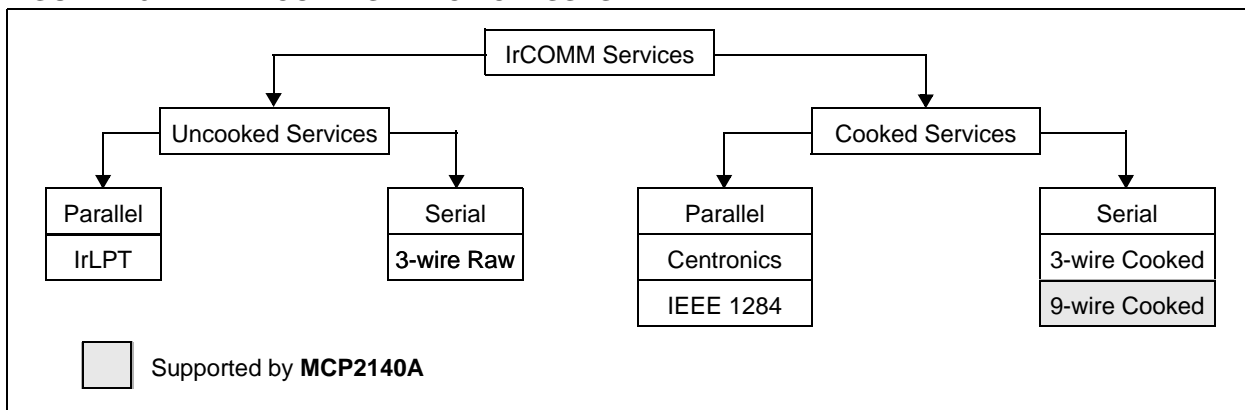 IrCOMM Services
Uncooked Services
Cooked Services
Parallel
IrLPT
Serial
3-wire Raw
Parallel
Centronics
IEEE 1284
Serial
3-wire Cooked
9-wire Cooked
Supported by MCP2140A